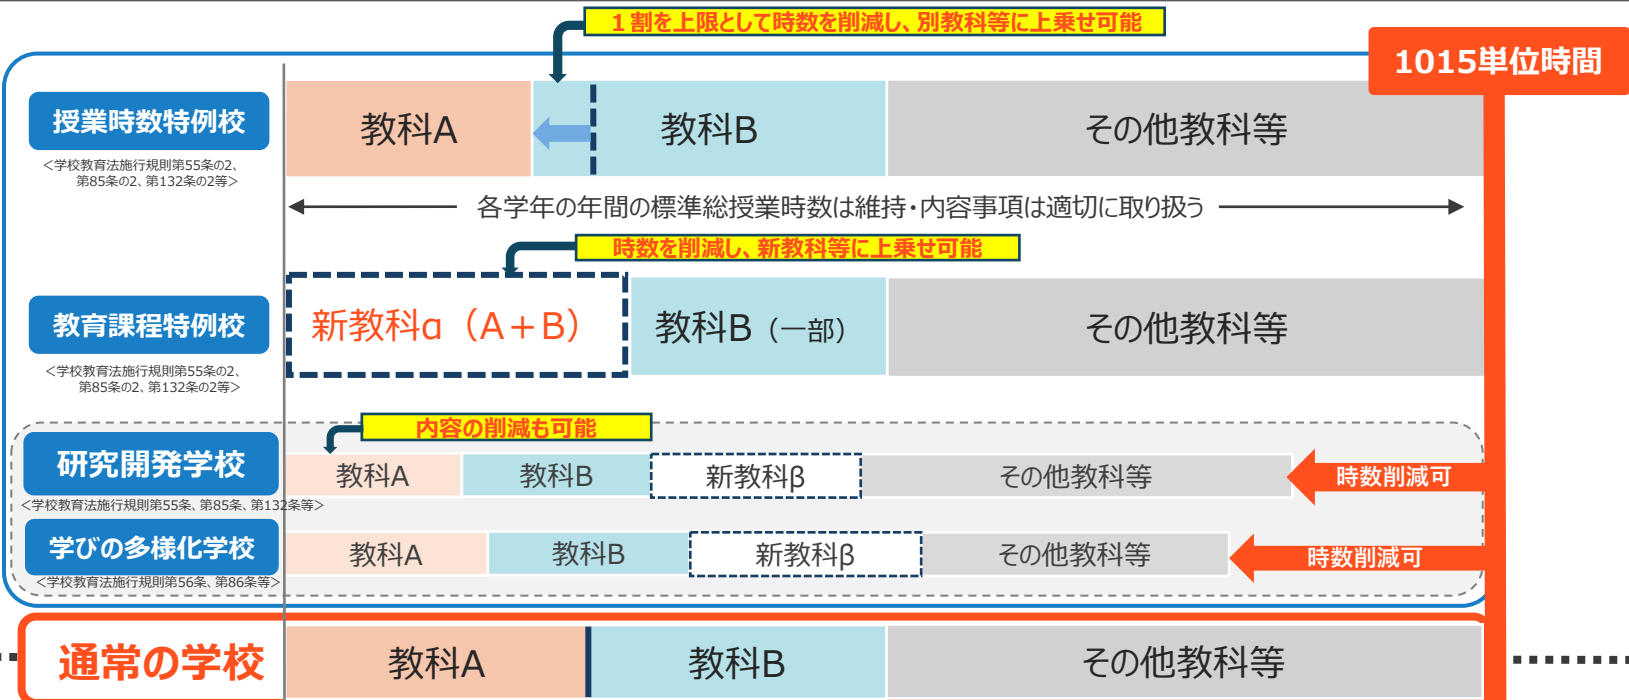 1割を上限として時数を削減し、別教科等に上乗せ可能
1015単位時間
授業時数特例校
<学校教育法施行規則第55条の2、
第85条の2、第132条の2等>
教科A
教科B
その他教科等
各学年の年間の標準総授業時数は維持・内容事項は適切に取り扱う
時数を削減し、新教科等に上乗せ可能
教育課程特例校
<学校教育法施行規則第55条の2、
第85条の2、第132条の2等>
新教科α（A+B）
教科B（一部）
その他教科等
内容の削減も可能
研究開発学校
<学校教育法施行規則第55条、第85条、第132条等>
教科A
教科B
新教科β
その他教科等
時数削減可
学びの多様化学校
<学校教育法施行規則第56条、第86条等>
教科A
教科B
新教科β
その他教科等
時数削減可
通常の学校
教科A
教科B
その他教科等